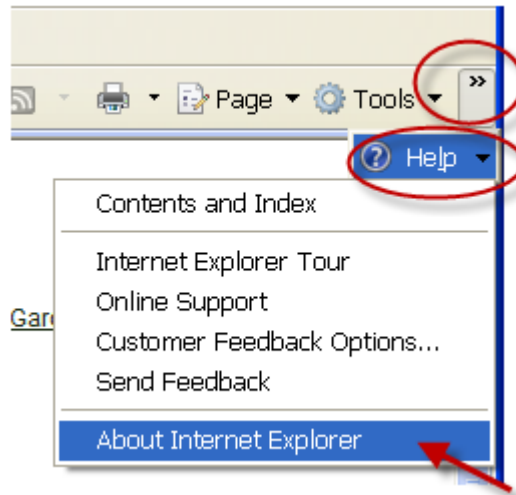 Page Tools »
Help
Contents and Index
Internet Explorer Tour
Online Support
Gar
Customer Feedback Options...
Send Feedback
About Internet Explorer